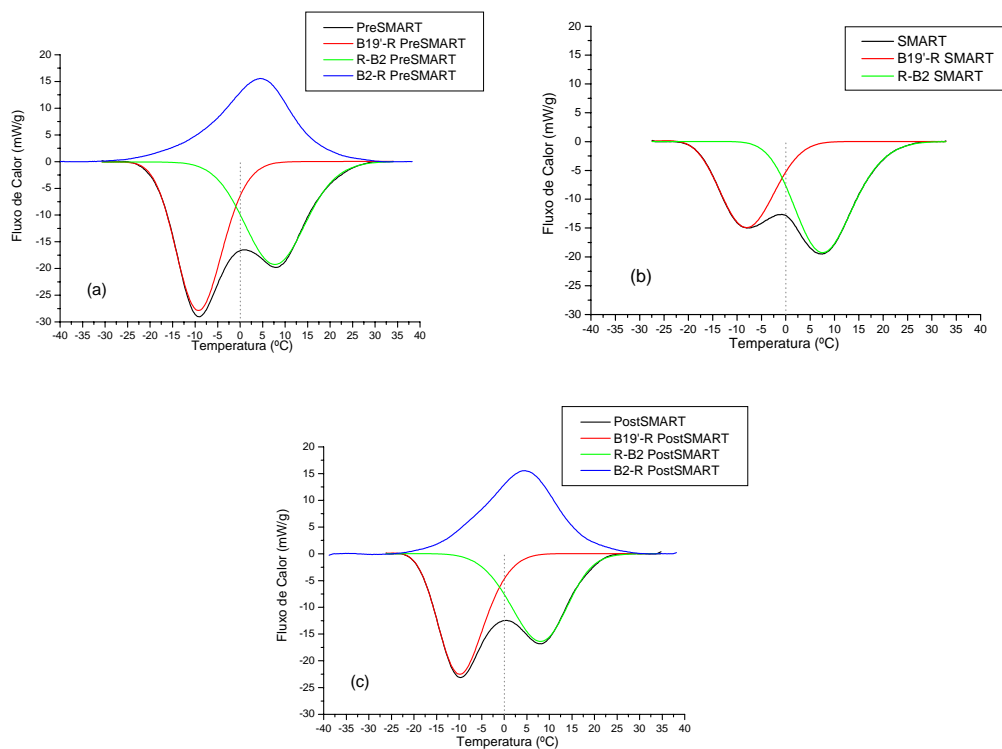 PreSMART
B19'-R PreSMART
R-B2 PreSMART
B2-R PreSMART
20
15
10
5
0
-5
-10
-15
-20
-25
-30
Fluxo de Calor (mW/g)
(a)
-40 -35 -30 -25 -20 -15 -10 -5 0 5 10 15 20 25 30 35 40
Temperatura (ºC)
SMART
B19'-R SMART
R-B2 SMART
20
15
10
5
0
-5
-10
-15
-20
-25
-30
Fluxo de Calor (mW/g)
(b)
-40 -35 -30 -25 -20 -15 -10 -5 0 5 10 15 20 25 30 35 40
Temperatura (ºC)
PostSMART
B19'-R PostSMART
R-B2 PostSMART
B2-R PostSMART
20
15
10
5
0
-5
-10
-15
-20
-25
-30
Fluxo de Calor (mW/g)
(c)
-40 -35 -30 -25 -20 -15 -10 -5 0 5 10 15 20 25 30 35 40
Temperatura (ºC)